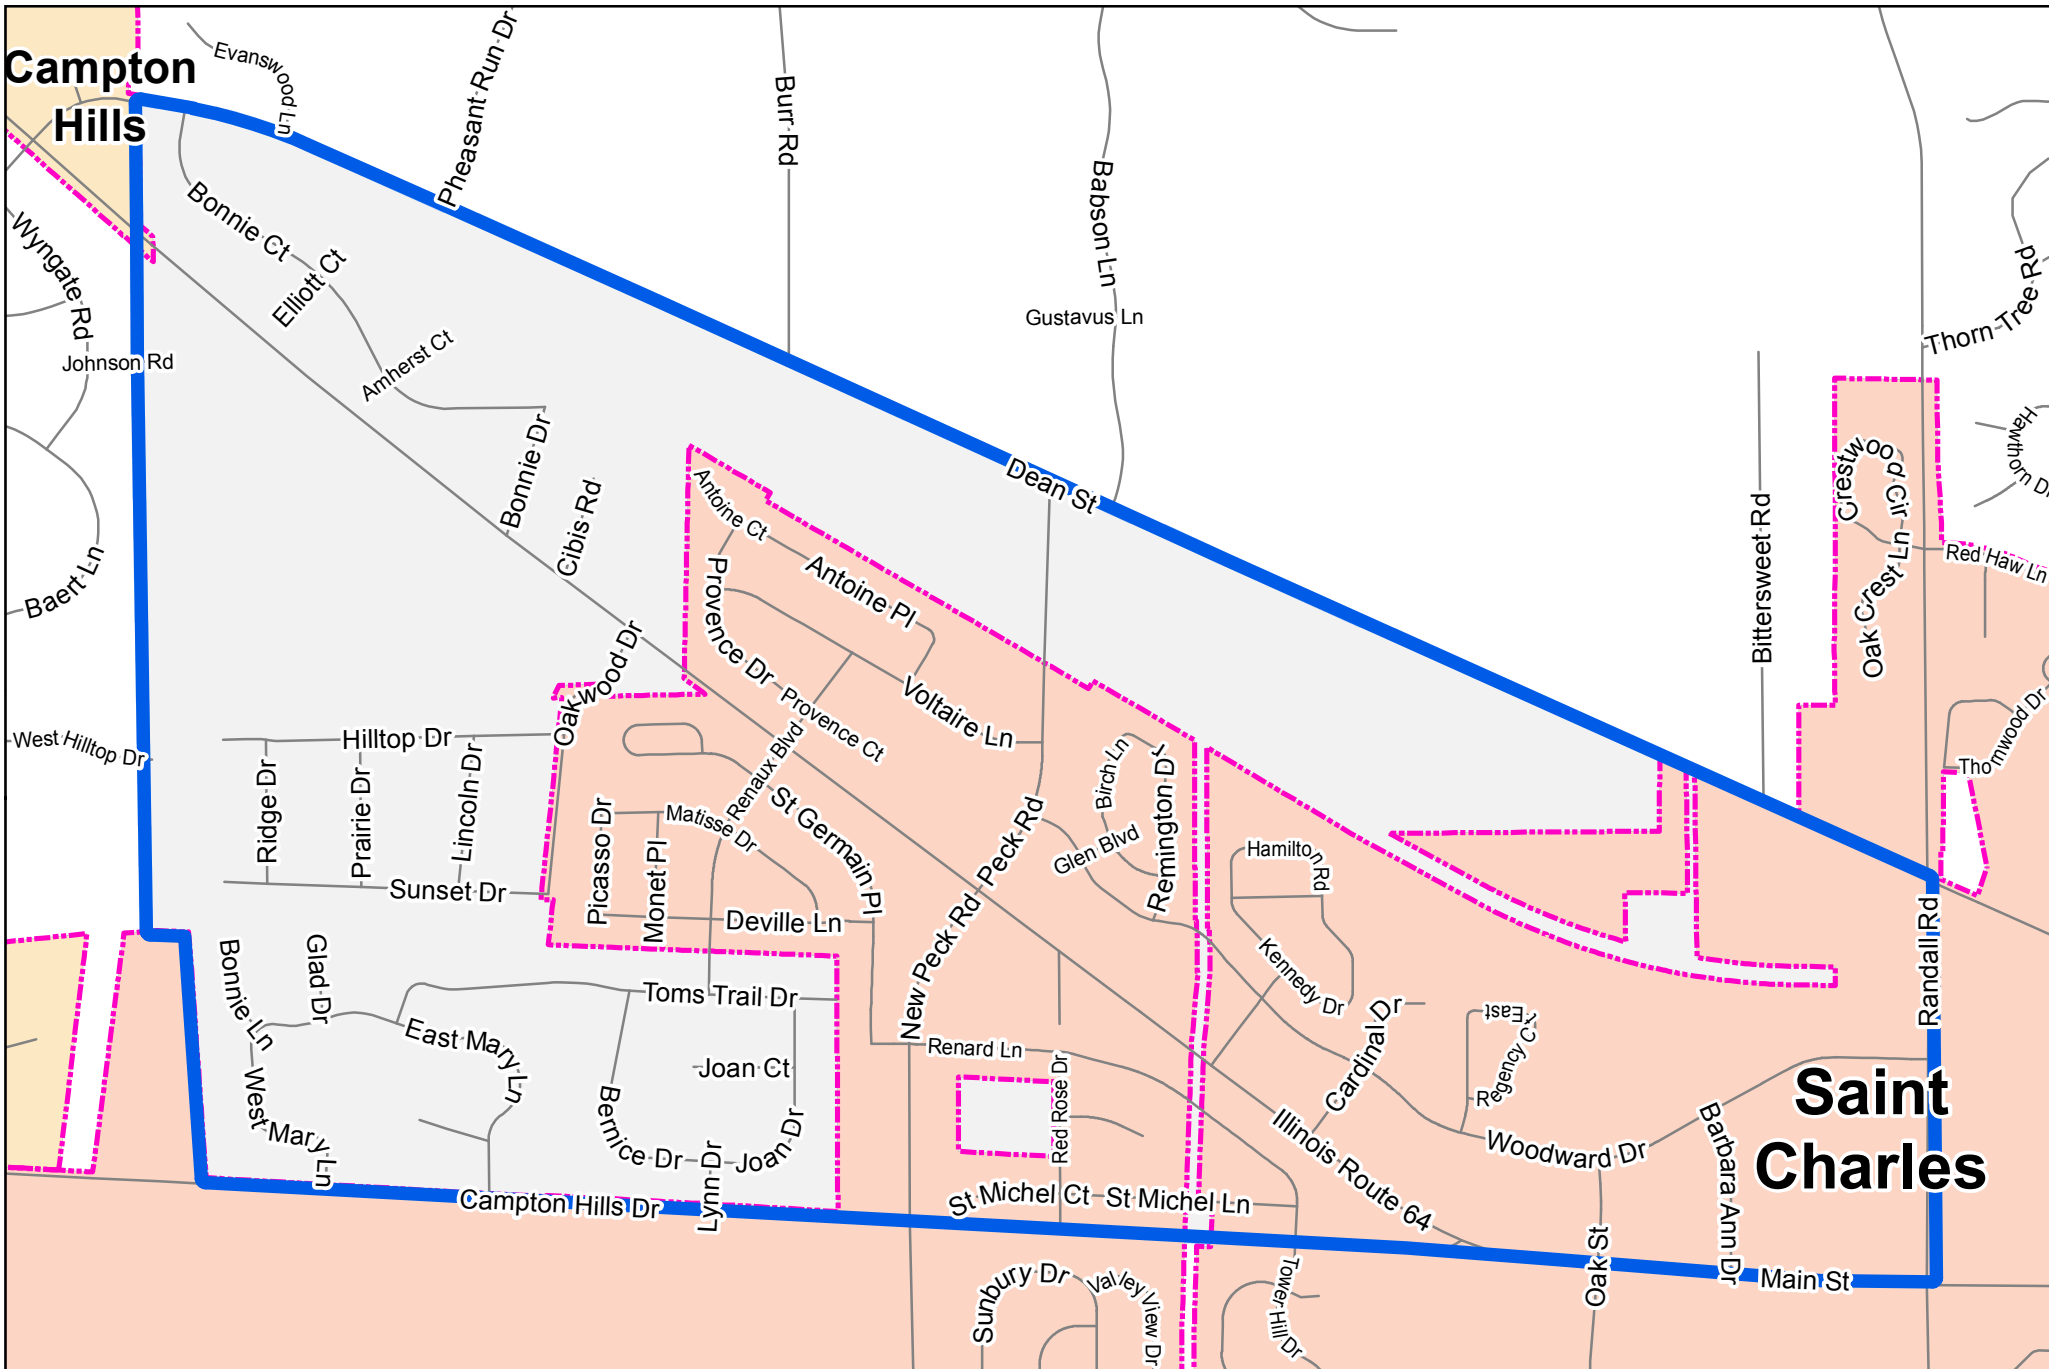 Campton
Hills
Evanswood Ln
Pheasant Run Dr
Burr Rd
Babson Ln
Gustavus Ln
Wyngate Rd
Bonnie Ct
Elliott Ct
Johnson Rd
Amherst Ct
Thorn Tree Rd
Hawthorn Dr
Crestwood Cir
Bonnie Dr
Cibis Rd
Dean St
Antoine Ct
Antoine Pl
Bittersweet Rd
Red Haw Ln
Oak Crest Ln
Baert Ln
Provence Dr
Oakwood Dr
Voltaire Ln
Provence Ct
West Hilltop Dr
Hilltop Dr
Renaux Blvd
Thornwood Dr
Ridge Dr
Prairie Dr
Lincoln Dr
Birch Ln
Remington Dr
Picasso Dr
Matisse Dr
St Germain Pl
Peck Rd
Glen Blvd
Hamilton Rd
Monet Pl
Sunset Dr
Deville Ln
New Peck Rd
Kennedy Dr
Randall Rd
Bonnie Ln
Glad Dr
Toms Trail Dr
Cardinal Dr
East
Regency Ct
East Mary Ln
Renard Ln
Joan Ct
Red Rose Dr
Saint
Charles
West Mary Ln
Bernice Dr
Joan Dr
Lynn Dr
Illinois Route 64
Woodward Dr
Barbara Ann Dr
Campton Hills Dr
St Michel Ct
St Michel Ln
Oak St
Main St
Sunbury Dr
Valley View Dr
Tower Hill Dr